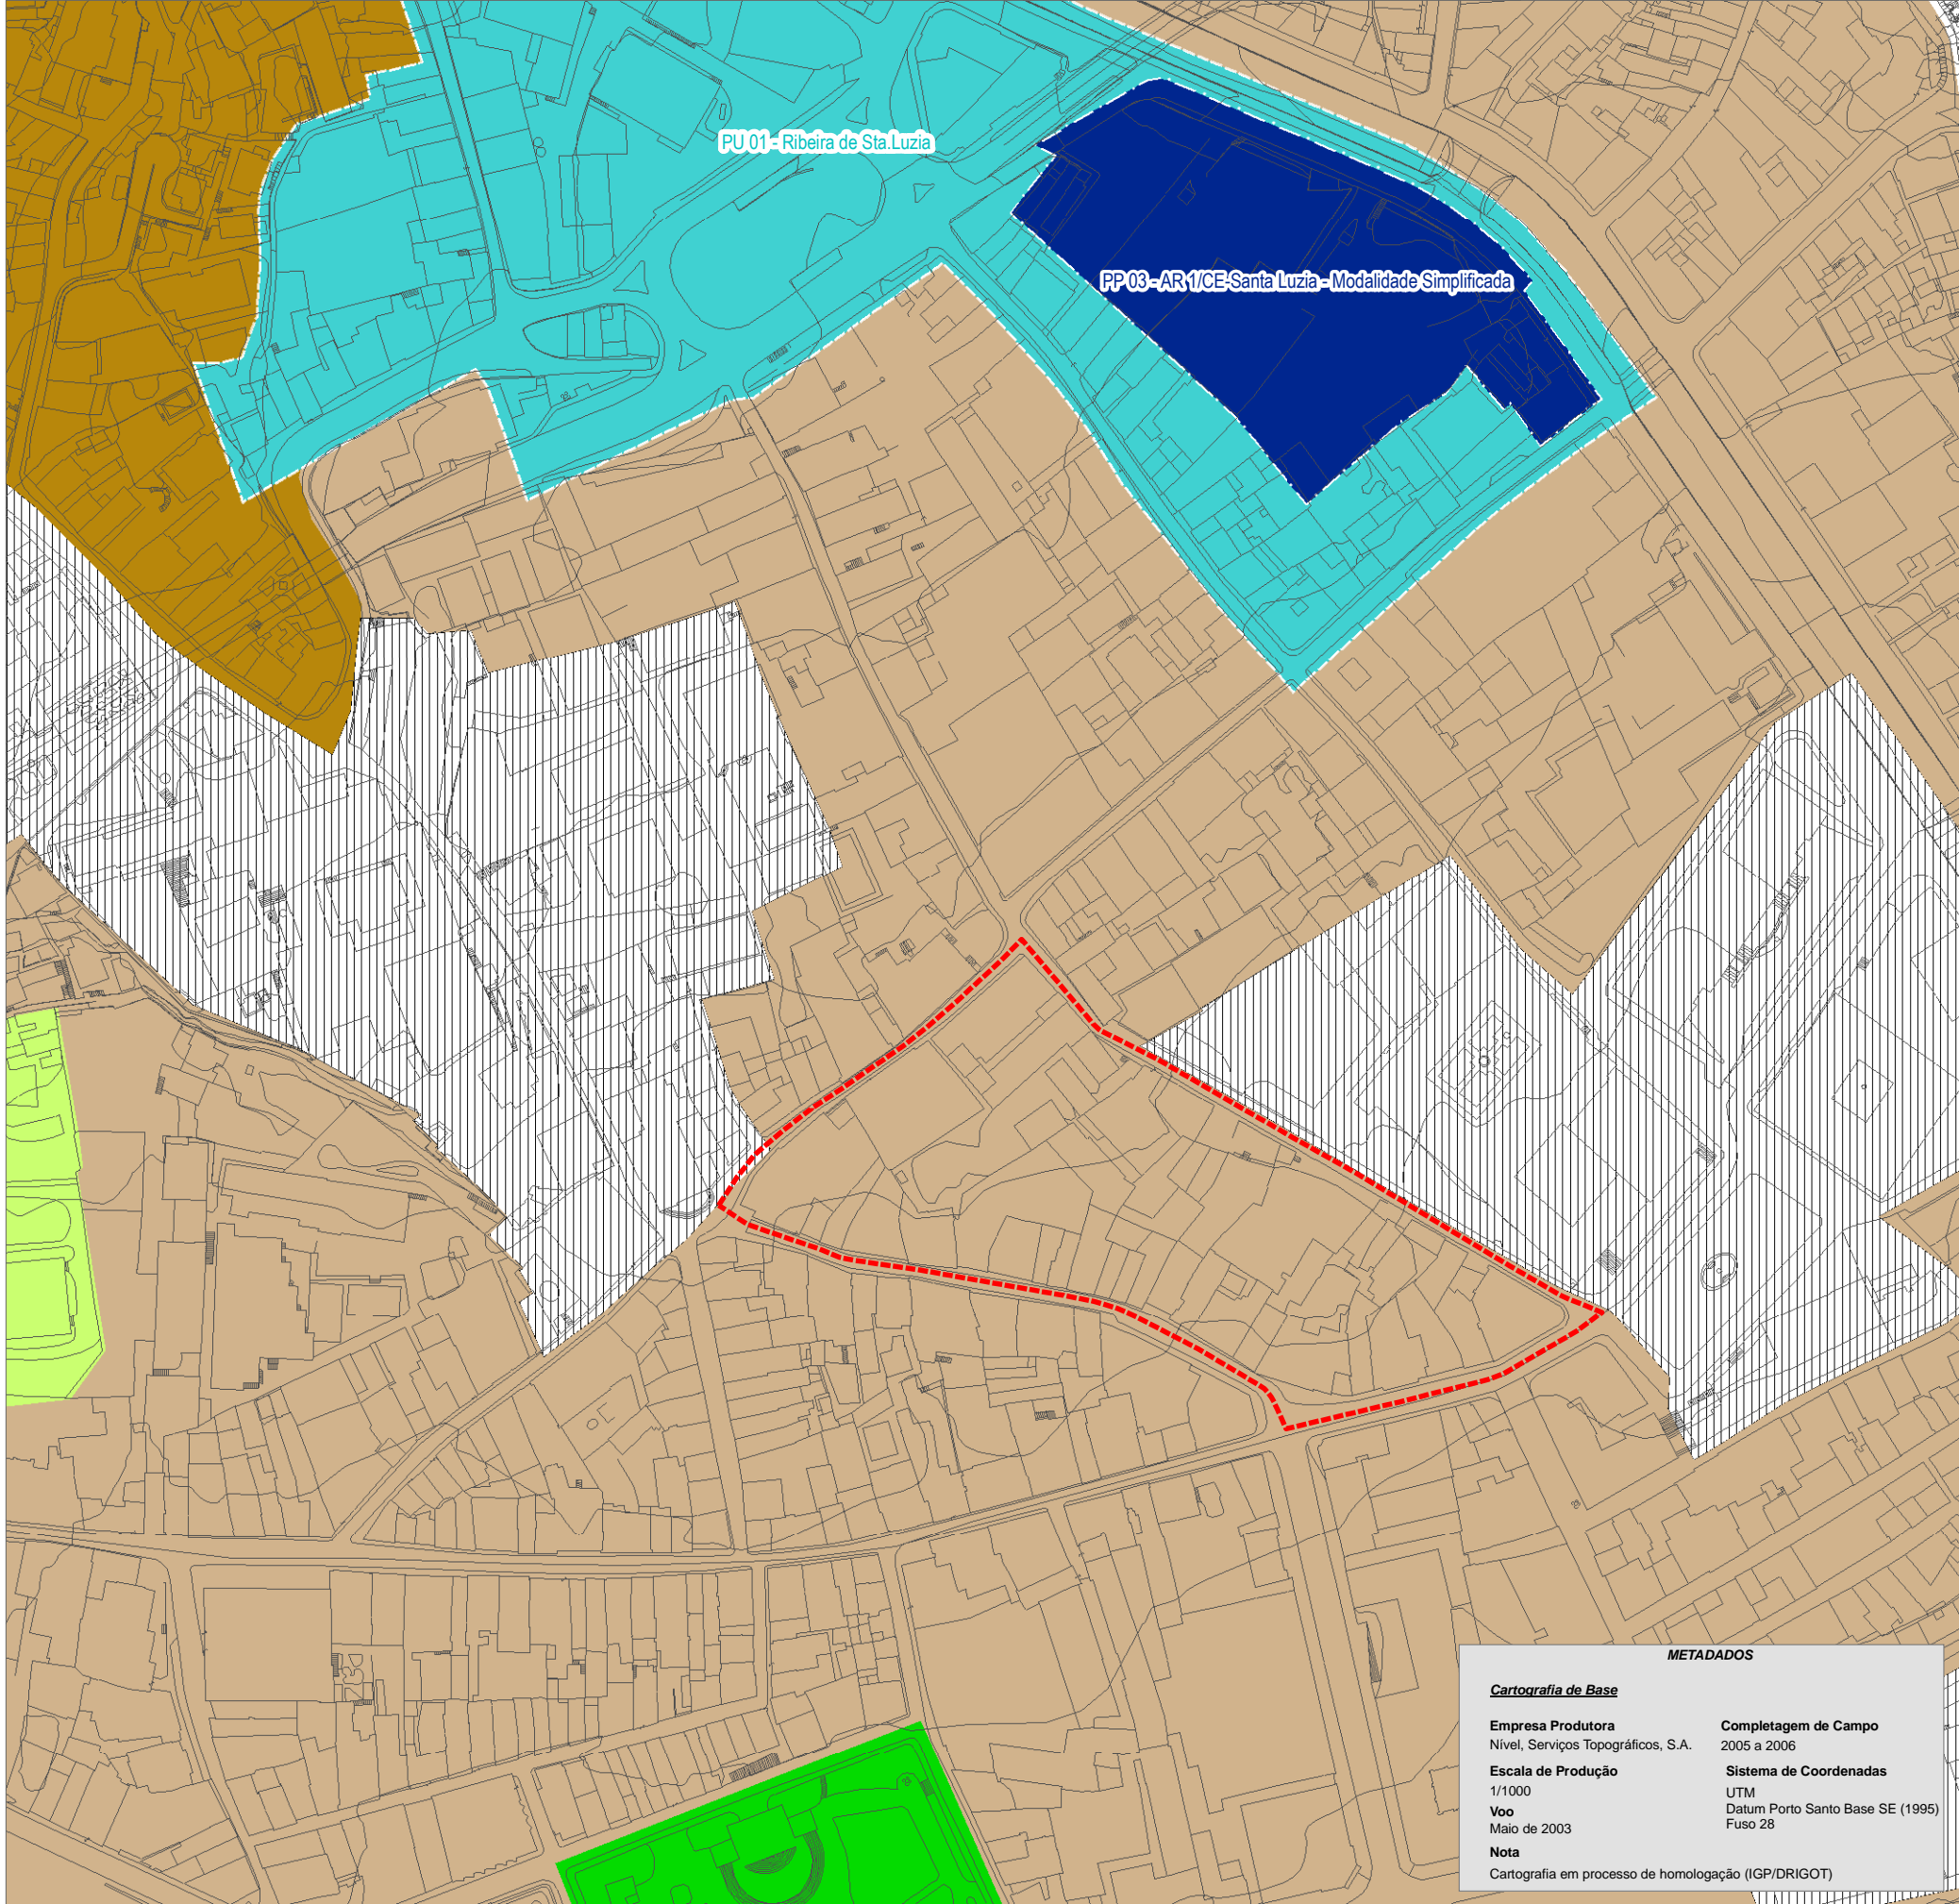 PU 01 - Ribeira de Sta.Luzia
PP 03 - AR 1/CE-Santa Luzia - Modalidade Simplificada
METADADOS
Cartografia de Base
Empresa Produtora
Nível, Serviços Topográficos, S.A.
Completagem de Campo
2005 a 2006
Escala de Produção
1/1000
Sistema de Coordenadas
UTM
Datum Porto Santo Base SE (1995)
Fuso 28
Voo
Maio de 2003
Nota
Cartografia em processo de homologação (IGP/DRIGOT)